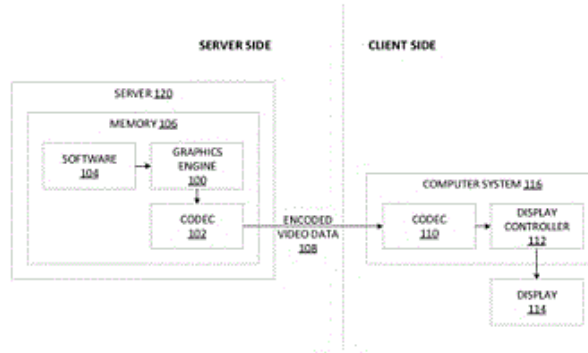 SERVER SIDE
CLIENT SIDE
SERVER 120
MEMORY 106
SOFTWARE
104
GRAPHICS
ENGINE
100
CODEC
102
ENCODED
VIDEO DATA
108
COMPUTER SYSTEM 116
CODEC
110
DISPLAY
CONTROLLER
112
DISPLAY
114